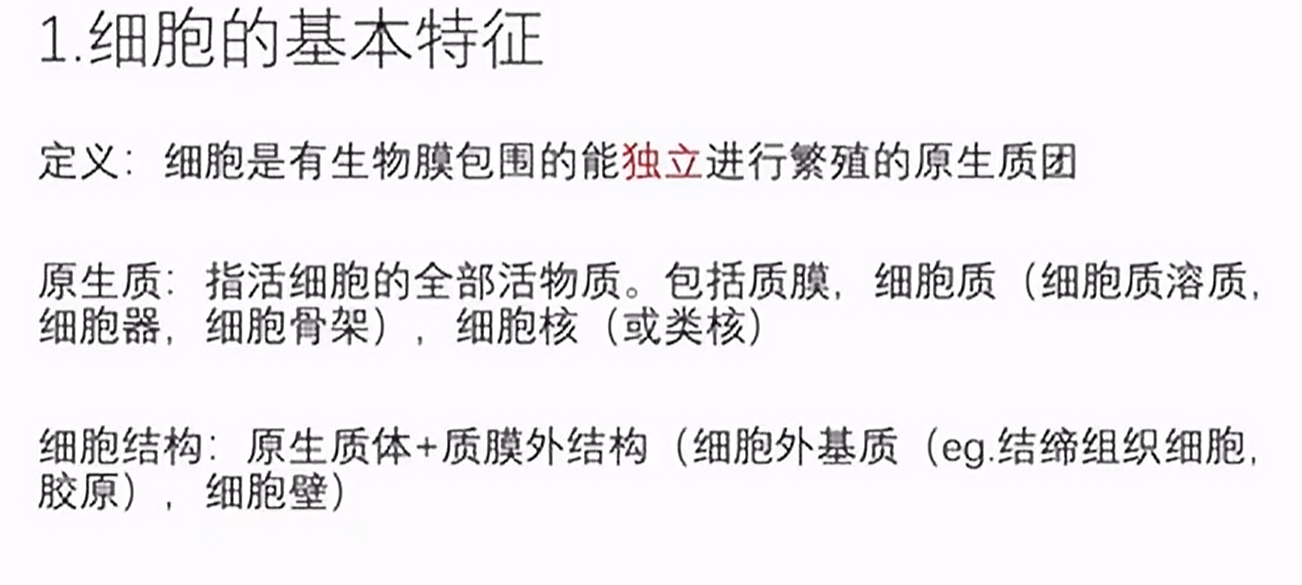 1.细胞的基本特征
定义：细胞是有生物膜包围的能独立进行繁殖的原生质团
原生质：指活细胞的全部活物质。包括质膜，细胞质（细胞质溶质，
细胞器，细胞骨架），细胞核（或类核）
细胞结构：原生质体+质膜外结构（细胞外基质（eg.结缔组织细胞，
胶原），细胞壁）